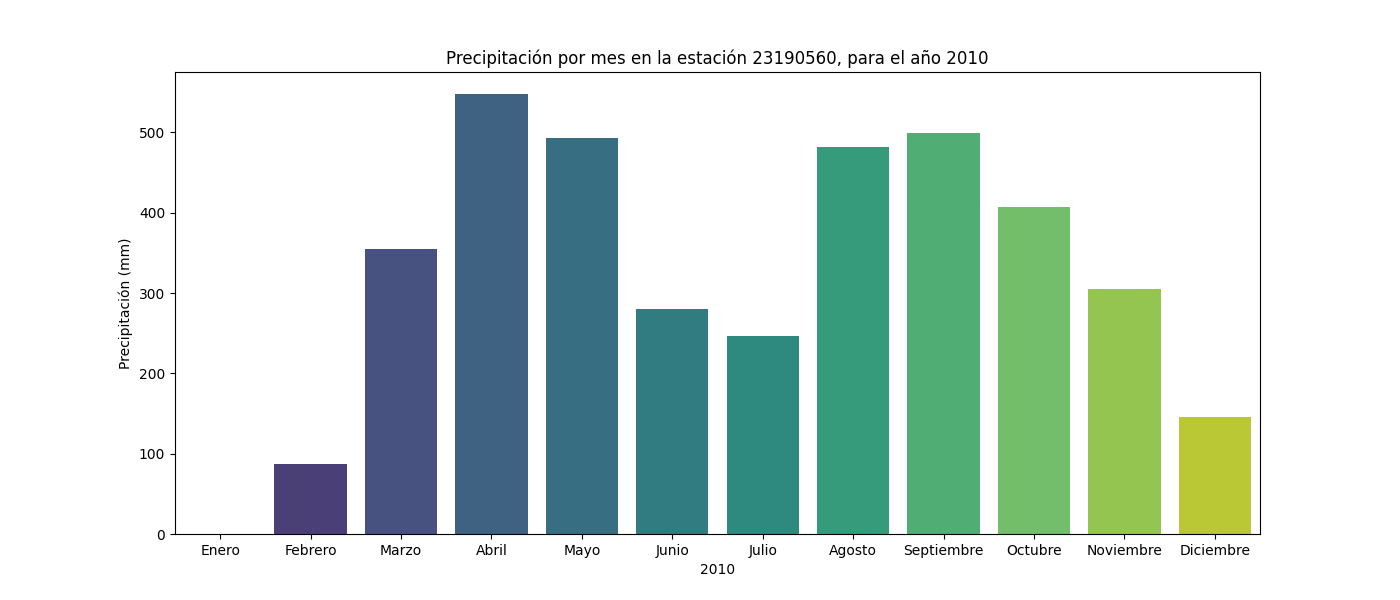 Precipitación por mes en la estación 23190560, para el año 2010
Precipitación (mm)
500
400
300
200
100
0
Enero Febrero Marzo Abril Mayo Junio Julio Agosto Septiembre Octubre Noviembre Diciembre
2010